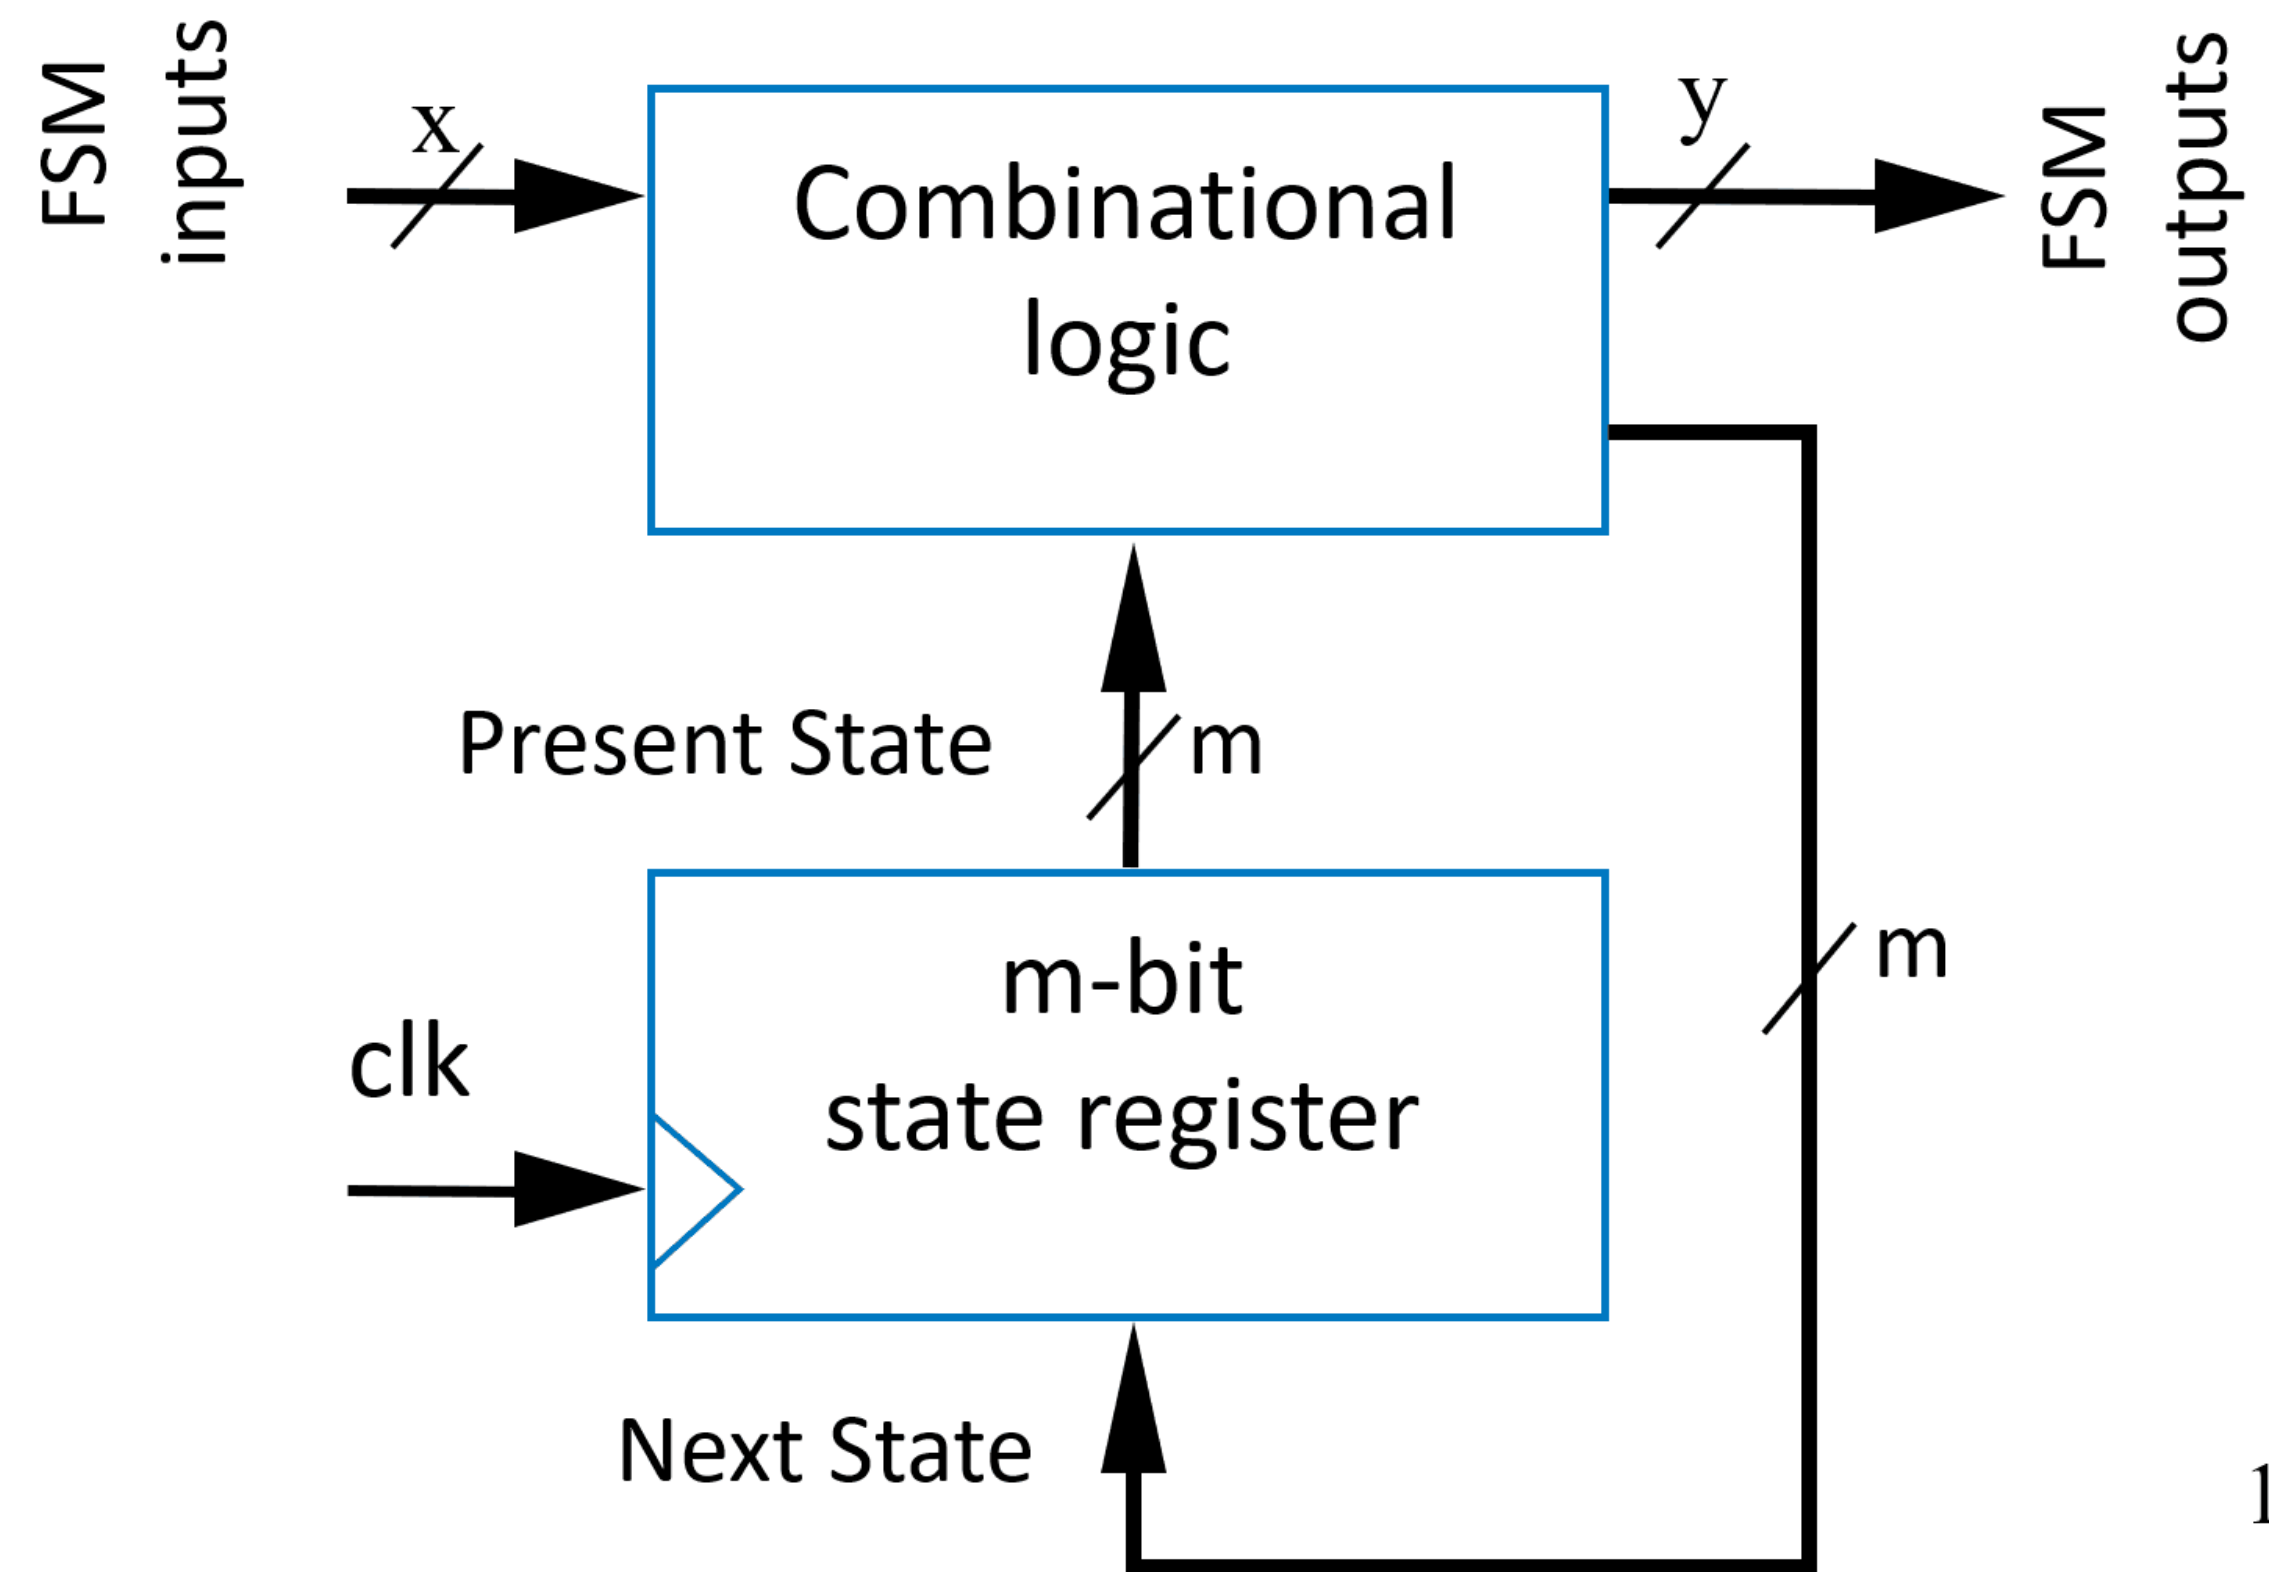 FSM
inputs
x
Combinational
logic
y
FSM
outputs
Present State
m
m-bit
state register
clk
m
Next State
1